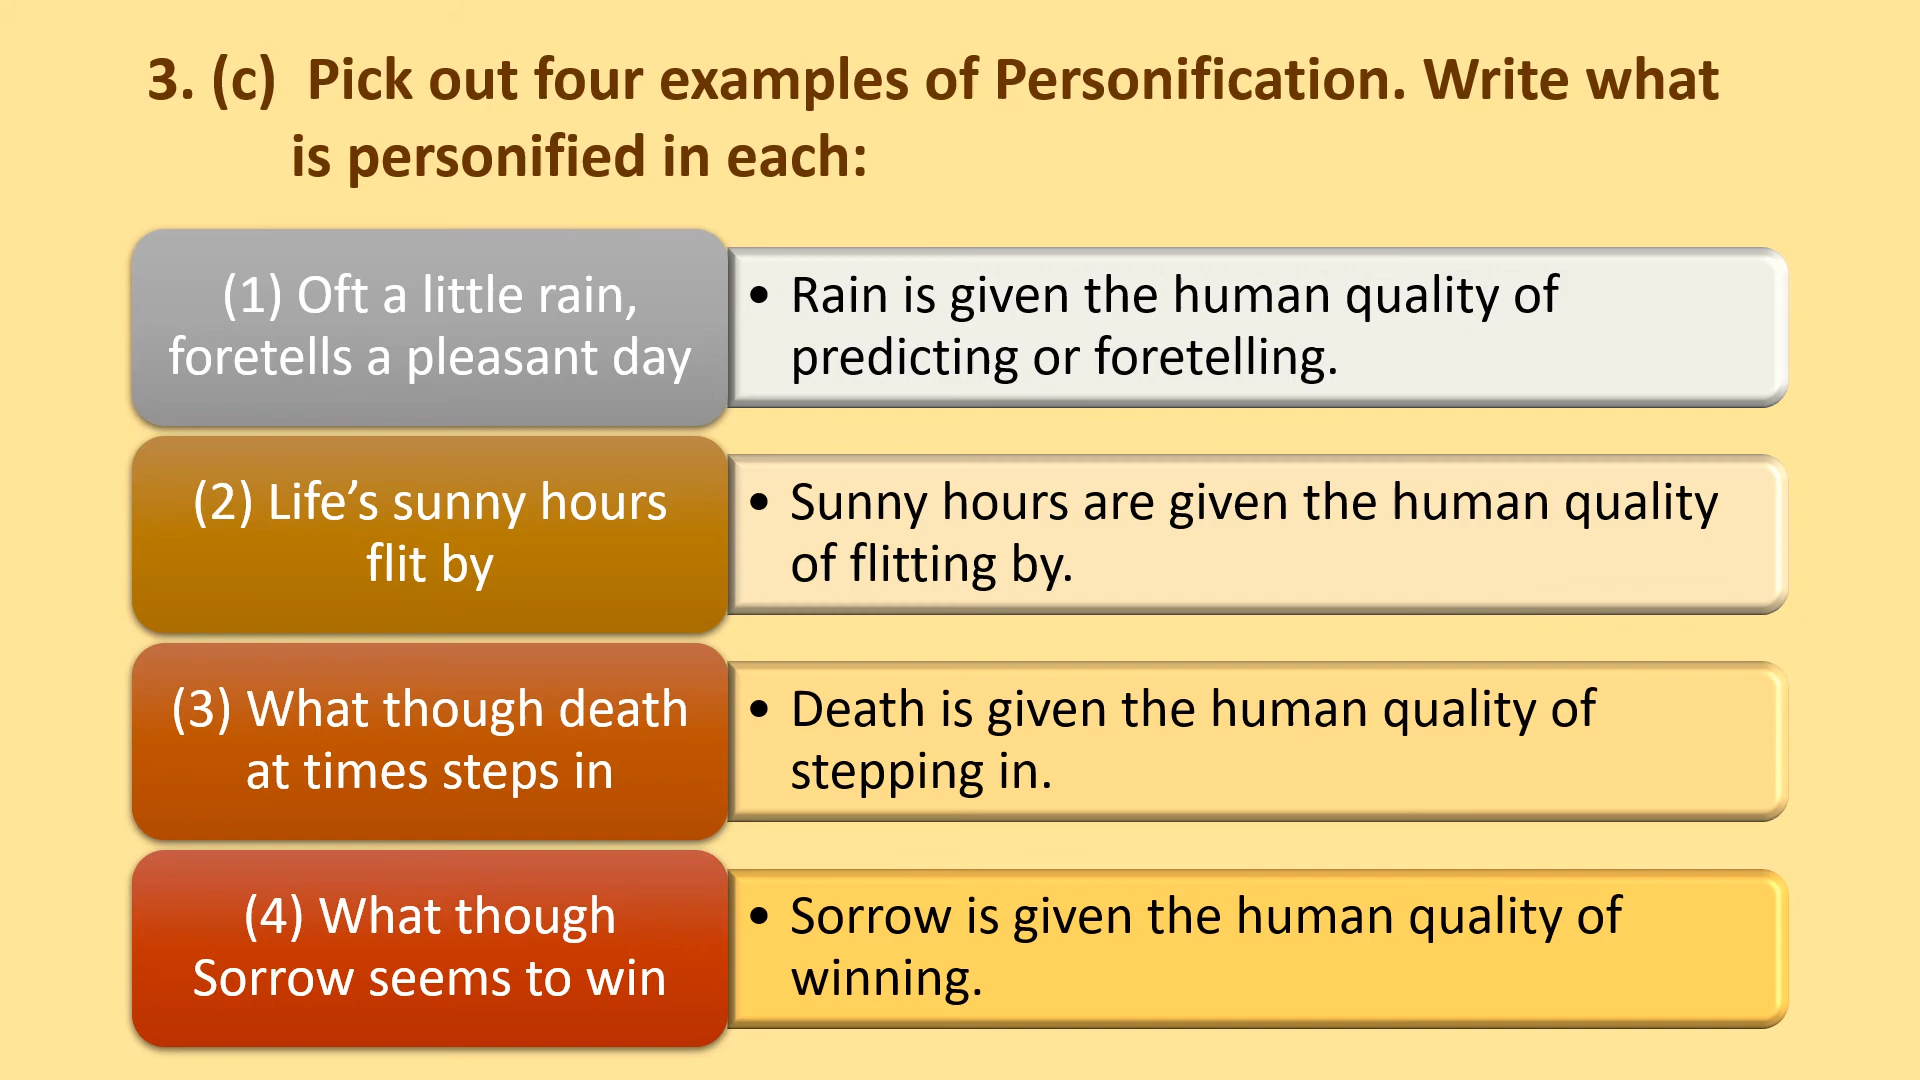 3. (c) Pick out four examples of Personification. Write what
is personified in each:
(1) Oft a little rain,
foretells a pleasant day
• Rain is given the human quality of
predicting or foretelling.
(2) Life’s sunny hours
flit by
• Sunny hours are given the human quality
of flitting by.
(3) What though death
at times steps in
• Death is given the human quality of
stepping in.
(4) What though
Sorrow seems to win
• Sorrow is given the human quality of
winning.